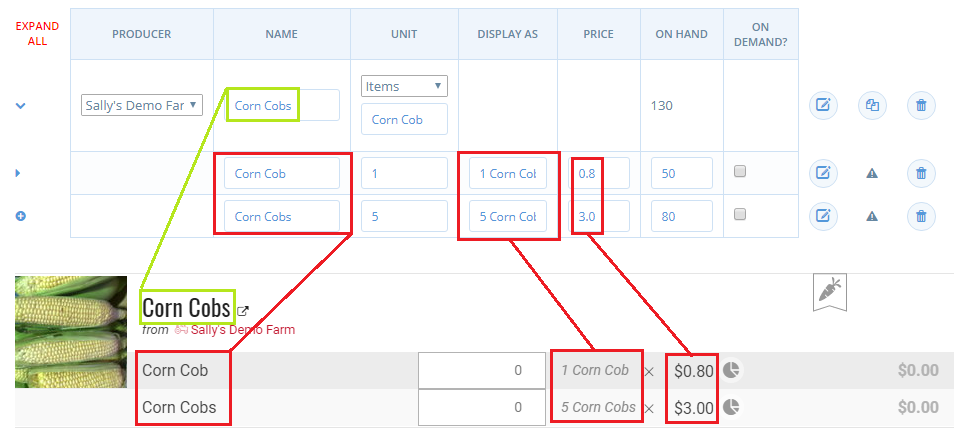 EXPAND ALL PRODUCER NAME UNIT DISPLAY AS PRICE ON HAND ON DEMAND?
Sally's Demo Far Corn Cobs Items 130
Corn Cob
Corn Cob 1 1 Corn Col 0.8 50
Corn Cobs 5 5 Corn Col 3.0 80
Corn Cobs
from Sally's Demo Farm
Corn Cob 0 1 Corn Cob × $0.80 $0.00
Corn Cobs 0 5 Corn Cobs × $3.00 $0.00